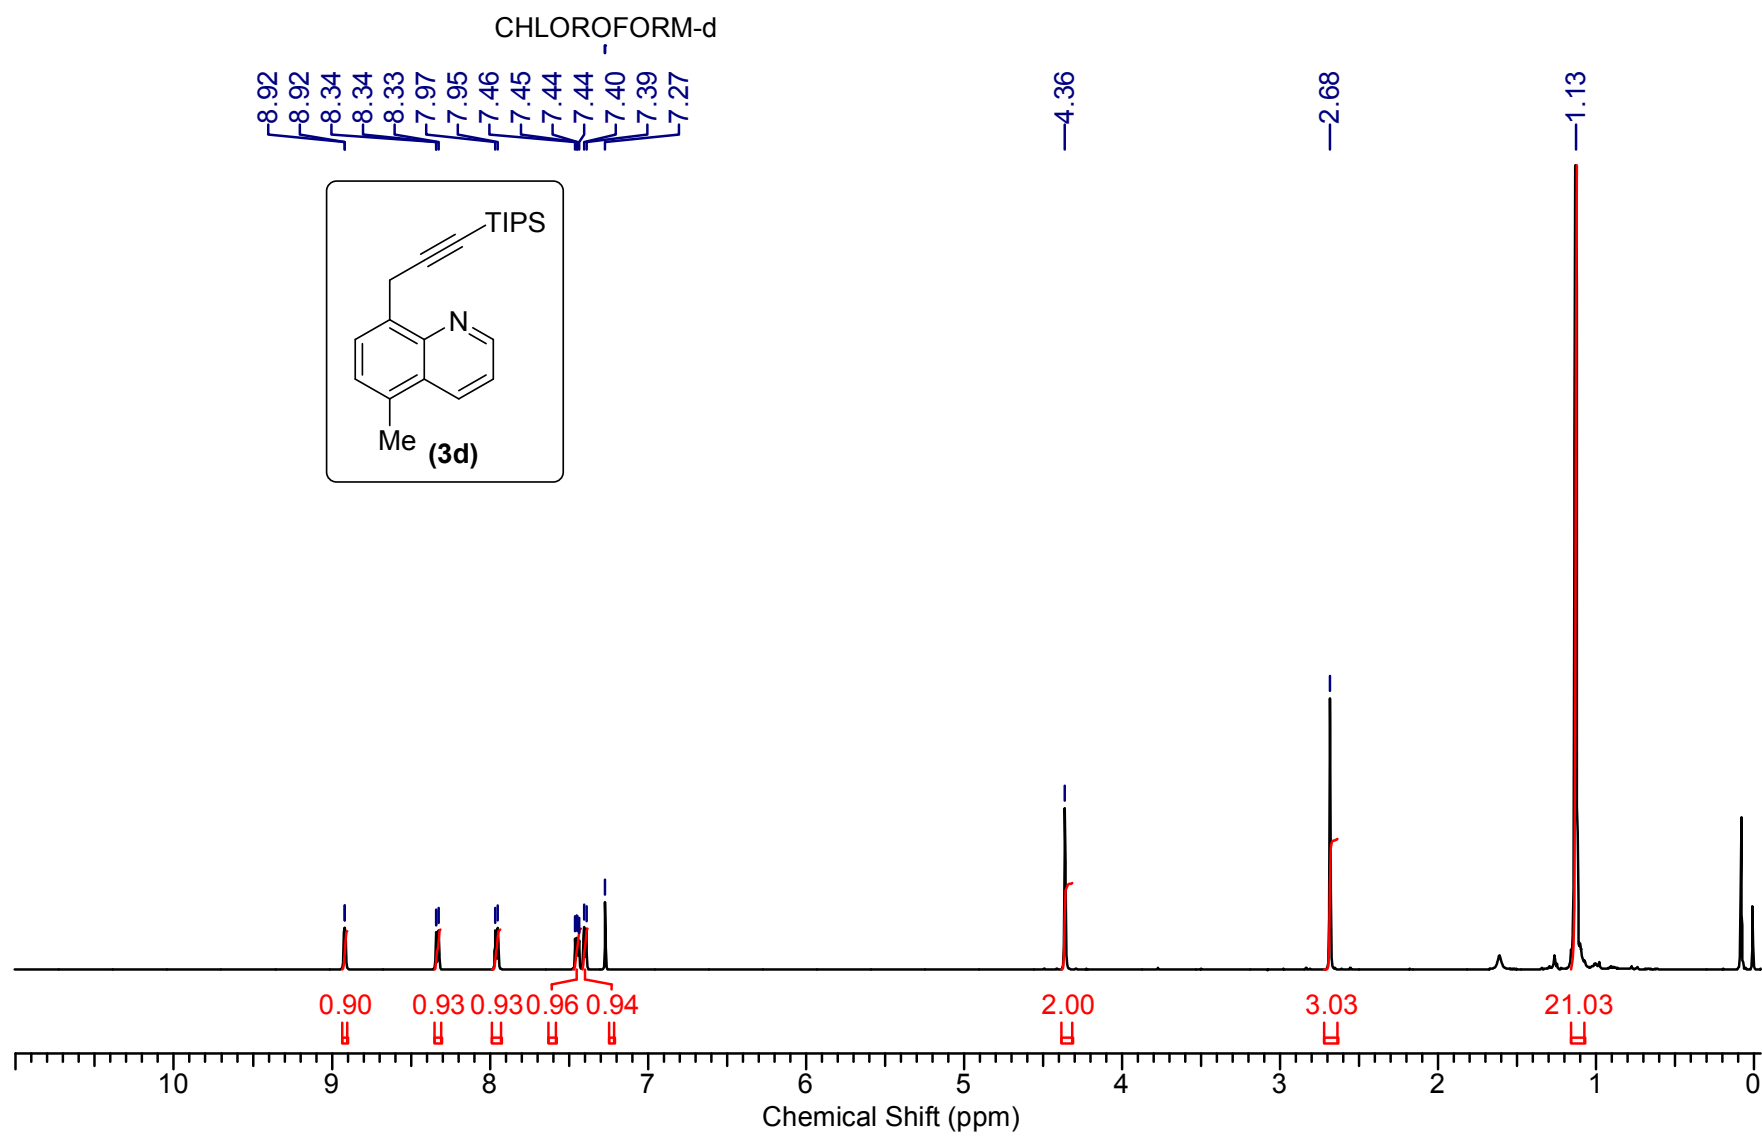 CHLOROFORM-d
8.92
8.92
8.34
8.34
8.33
7.97
7.95
7.46
7.45
7.44
7.44
7.40
7.39
7.27
4.36
2.68
1.13
TIPS
N
Me
(3d)
0.90 0.93 0.93 0.96 0.94 2.00 3.03 21.03
10 9 8 7 6 5 4 3 2 1 0
Chemical Shift (ppm)